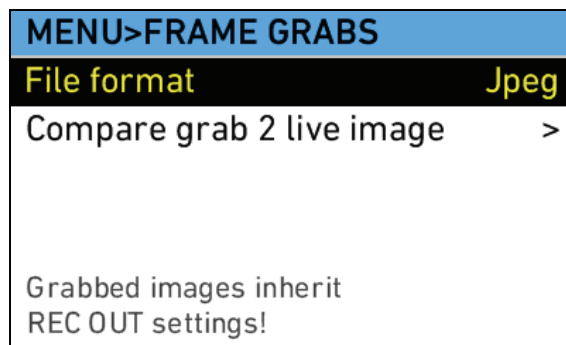 MENU>FRAME GRABS
File format Jpeg
Compare grab 2 live image >
Grabbed images inherit
REC OUT settings!